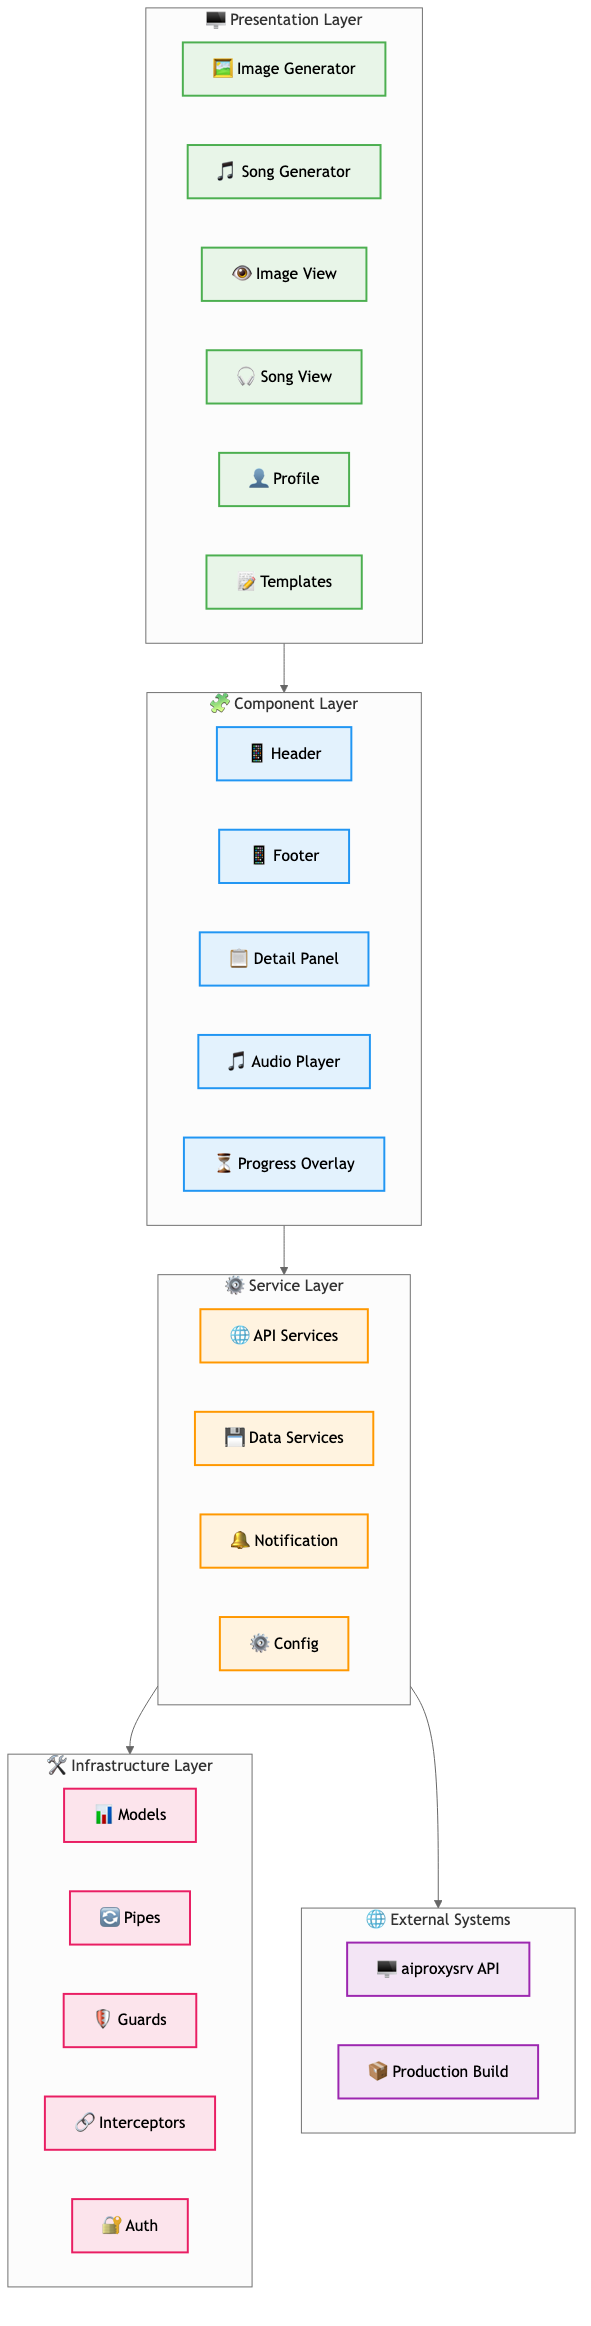 Presentation Layer
Image Generator
Song Generator
Image View
Song View
Profile
Templates
Component Layer
Header
Footer
Detail Panel
Audio Player
Progress Overlay
Service Layer
API Services
Data Services
Notification
Config
Infrastructure Layer
Models
Pipes
Guards
Interceptors
Auth
External Systems
aiproxysrv API
Production Build